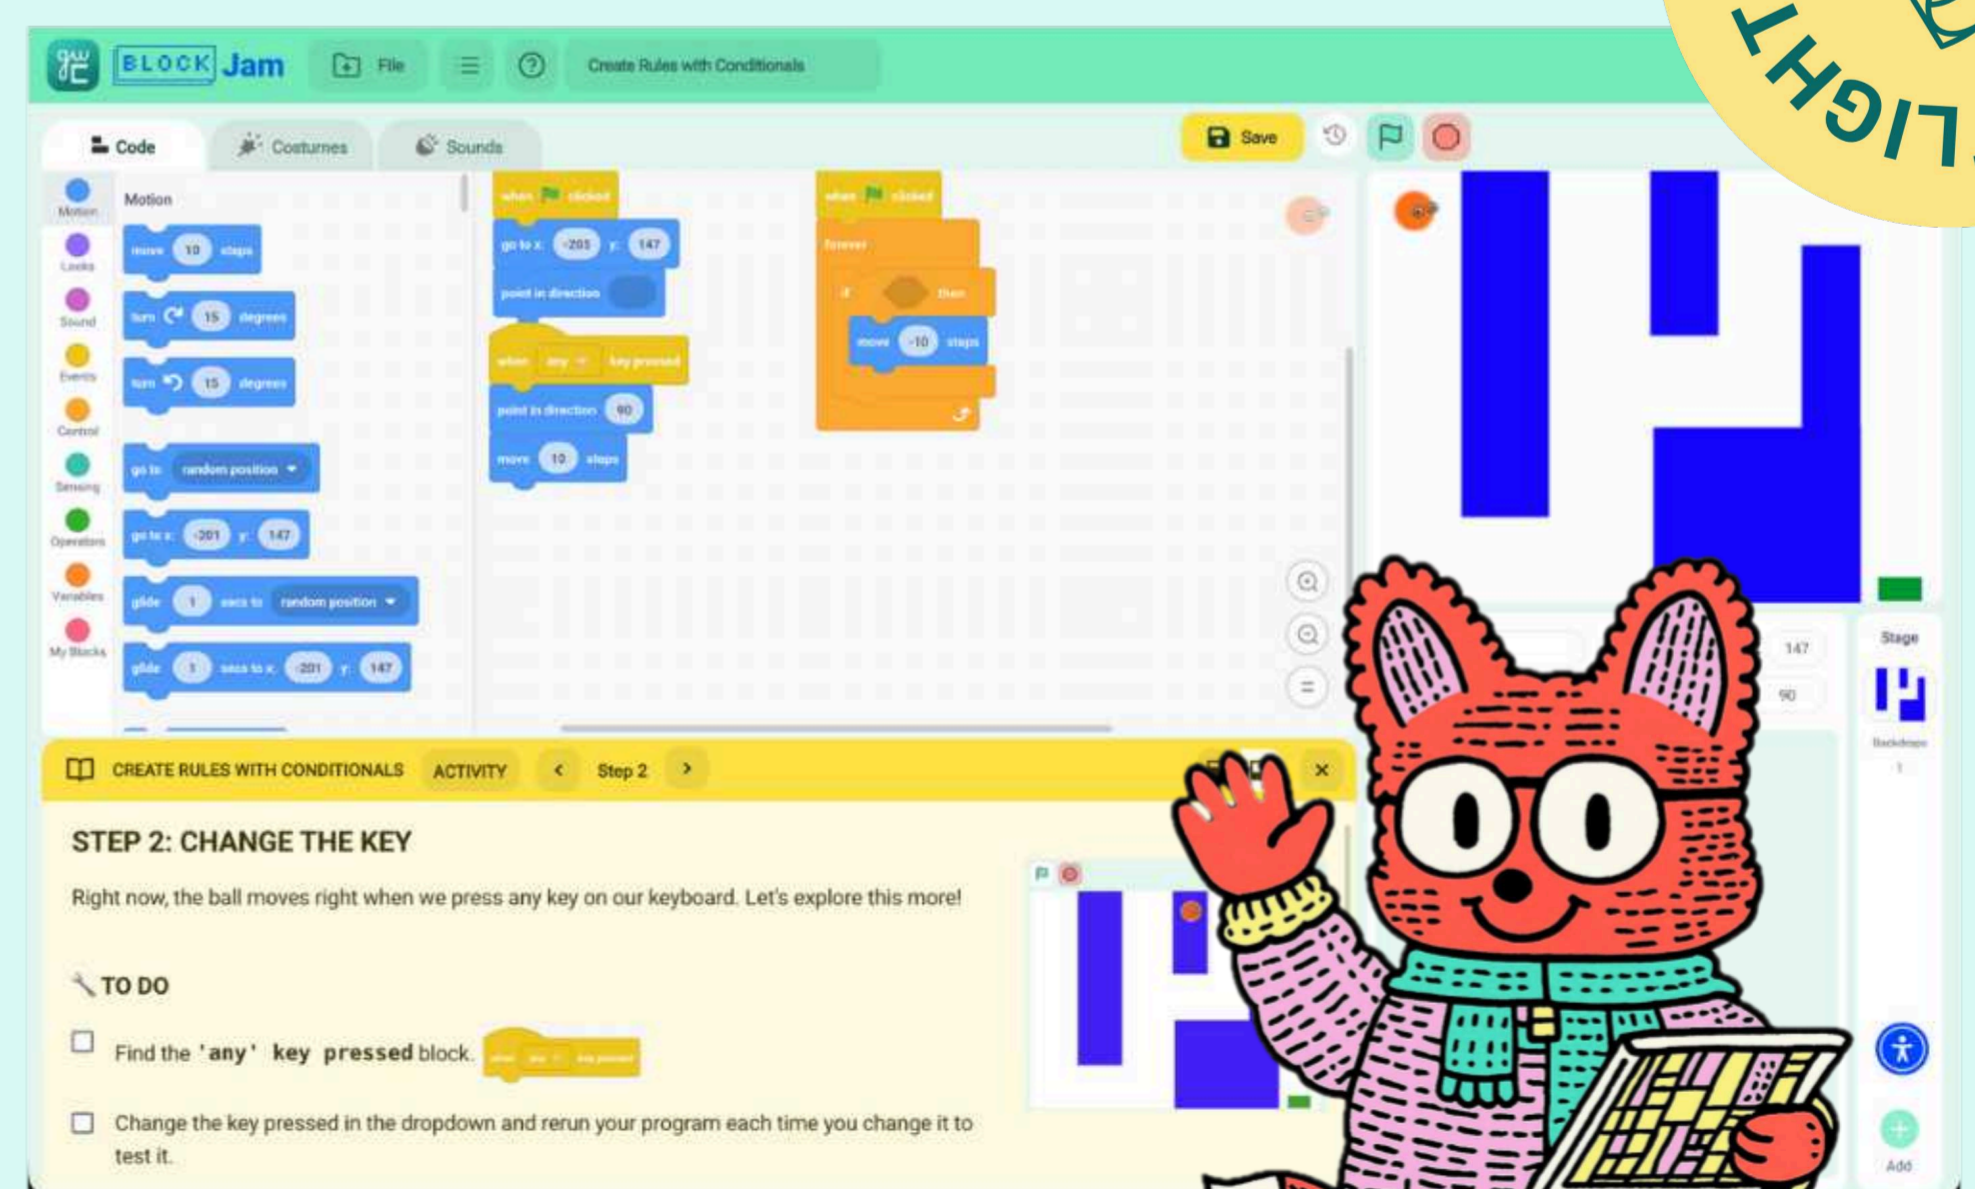 LIGHT
BLOCK Jam
File
Create Rules with Conditionals
Code
Costumes
Sounds
Save
Motion
Looks
Sound
Events
Control
Sensing
Operators
Variables
My Blocks
Motion
move 10 steps
turn 15 degrees
turn 15 degrees
go to random position
go to x: -201 y: 147
glide 1 secs to random position
glide 1 secs to x: -201 y: 147
when clicked
go to x: -201 y: 147
point in direction
when any key pressed
point in direction 90
move 10 steps
when clicked
forever
if then
move -10 steps
147
90
Stage
Backdrops
1
Add
CREATE RULES WITH CONDITIONALS ACTIVITY < Step 2 >
STEP 2: CHANGE THE KEY
Right now, the ball moves right when we press any key on our keyboard. Let's explore this more!
TO DO
Find the 'any' key pressed block. when any key pressed
Change the key pressed in the dropdown and rerun your program each time you change it to
test it.